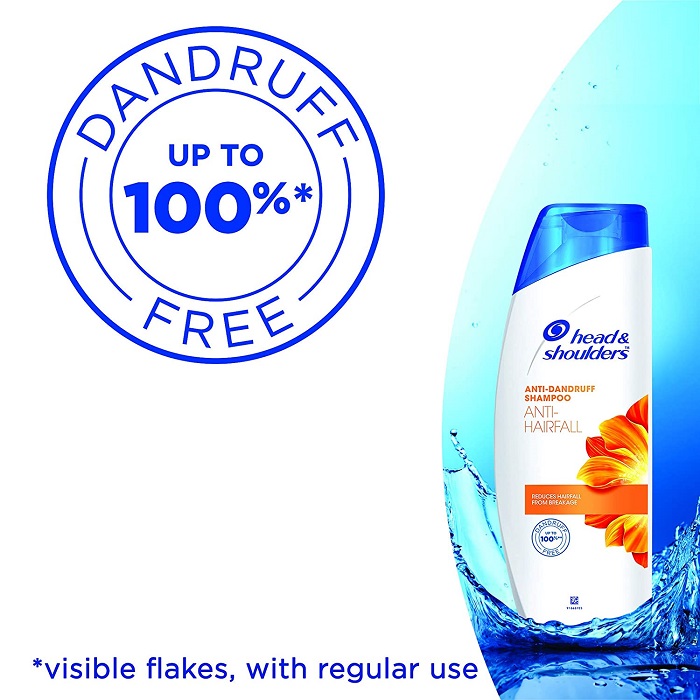 DANDRUFF
UP TO
100%*
FREE
head &
shoulders™
ANTI-DANDRUFF
SHAMPOO
ANTI-
HAIRFALL
REDUCES HAIRFALL
FROM BREAKAGE
DANDRUFF
UP TO
100%
FREE
*visible flakes, with regular use